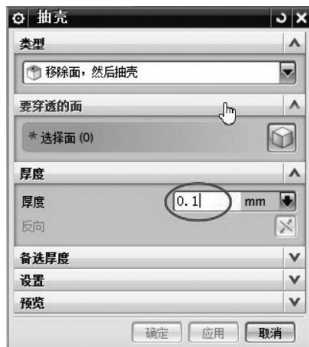 抽壳
类型
移除面，然后抽壳
要穿透的面
* 选择面 (0)
厚度
厚度 0.1 mm
反向
备选厚度
设置
预览
确定 应用 取消